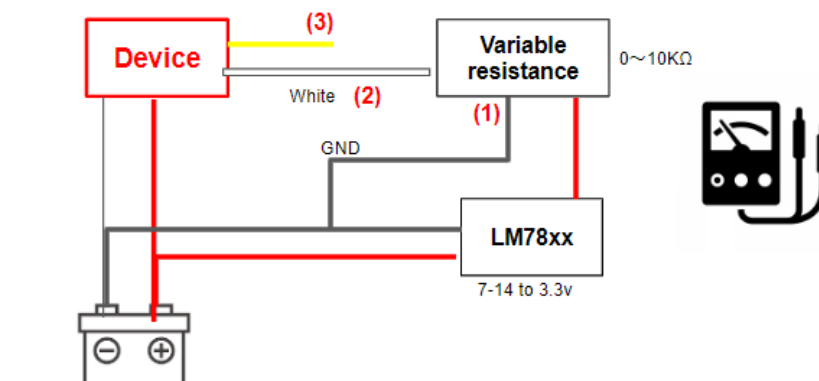 (3)
Device
Variable
resistance
0～10KΩ
White
(2)
(1)
GND
LM78xx
7-14 to 3.3v